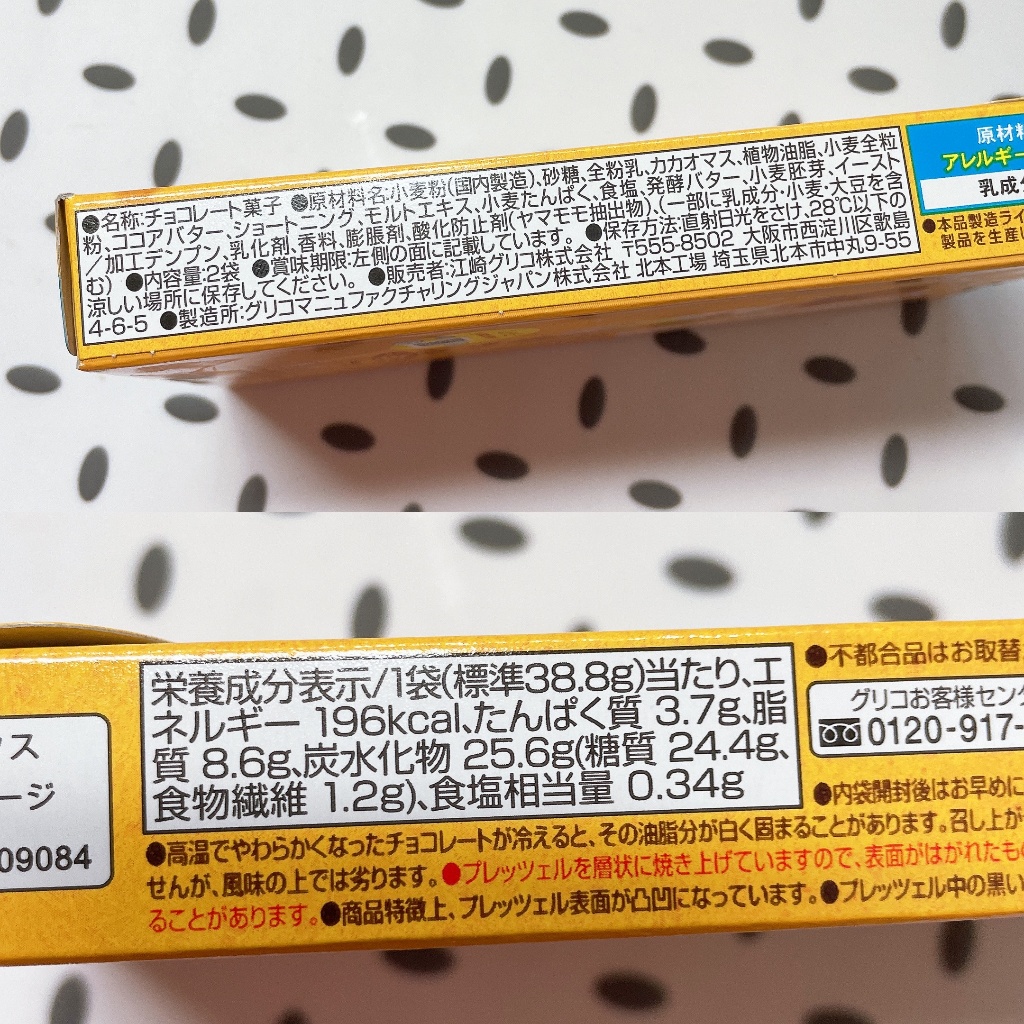 ●名称:チョコレート菓子 ●原材料名:小麦粉(国内製造)、砂糖、全粉乳、カカオマス、植物油脂、小麦全粒
粉、ココアバター、ショートニング、モルトエキス、小麦たんぱく、食塩、発酵バター、小麦胚芽、イースト
/加工デンプン、乳化剤、香料、膨脹剤、酸化防止剤(ヤマモモ抽出物)、(一部に乳成分・小麦・大豆を含
む) ●内容量:2袋 ●賞味期限:左側の面に記載しています。 ●保存方法:直射日光をさけ、28℃以下の
涼しい場所に保存してください。 ●販売者:江崎グリコ株式会社 〒555-8502 大阪市西淀川区歌島
4-6-5 ●製造所:グリコマニュファクチャリングジャパン株式会社 北本工場 埼玉県北本市中丸9-55
原材料
アレルギー
乳成分
●本品製造ライ
製品を生産し
栄養成分表示/1袋(標準38.8g)当たり、エ
ネルギー 196kcal、たんぱく質 3.7g、脂
質 8.6g、炭水化物 25.6g(糖質 24.4g、
食物繊維 1.2g)、食塩相当量 0.34g
クス
ージ
09084
●不都合品はお取替
グリコお客様センタ
0120-917-
●内袋開封後はお早めに
●高温でやわらかくなったチョコレートが冷えると、その油脂分が白く固まることがあります。召し上が
せんが、風味の上では劣ります。●プレッツェルを層状に焼き上げていますので、表面がはがれたも
ることがあります。●商品特徴上、プレッツェル表面が凸凹になっています。●プレッツェル中の黒い